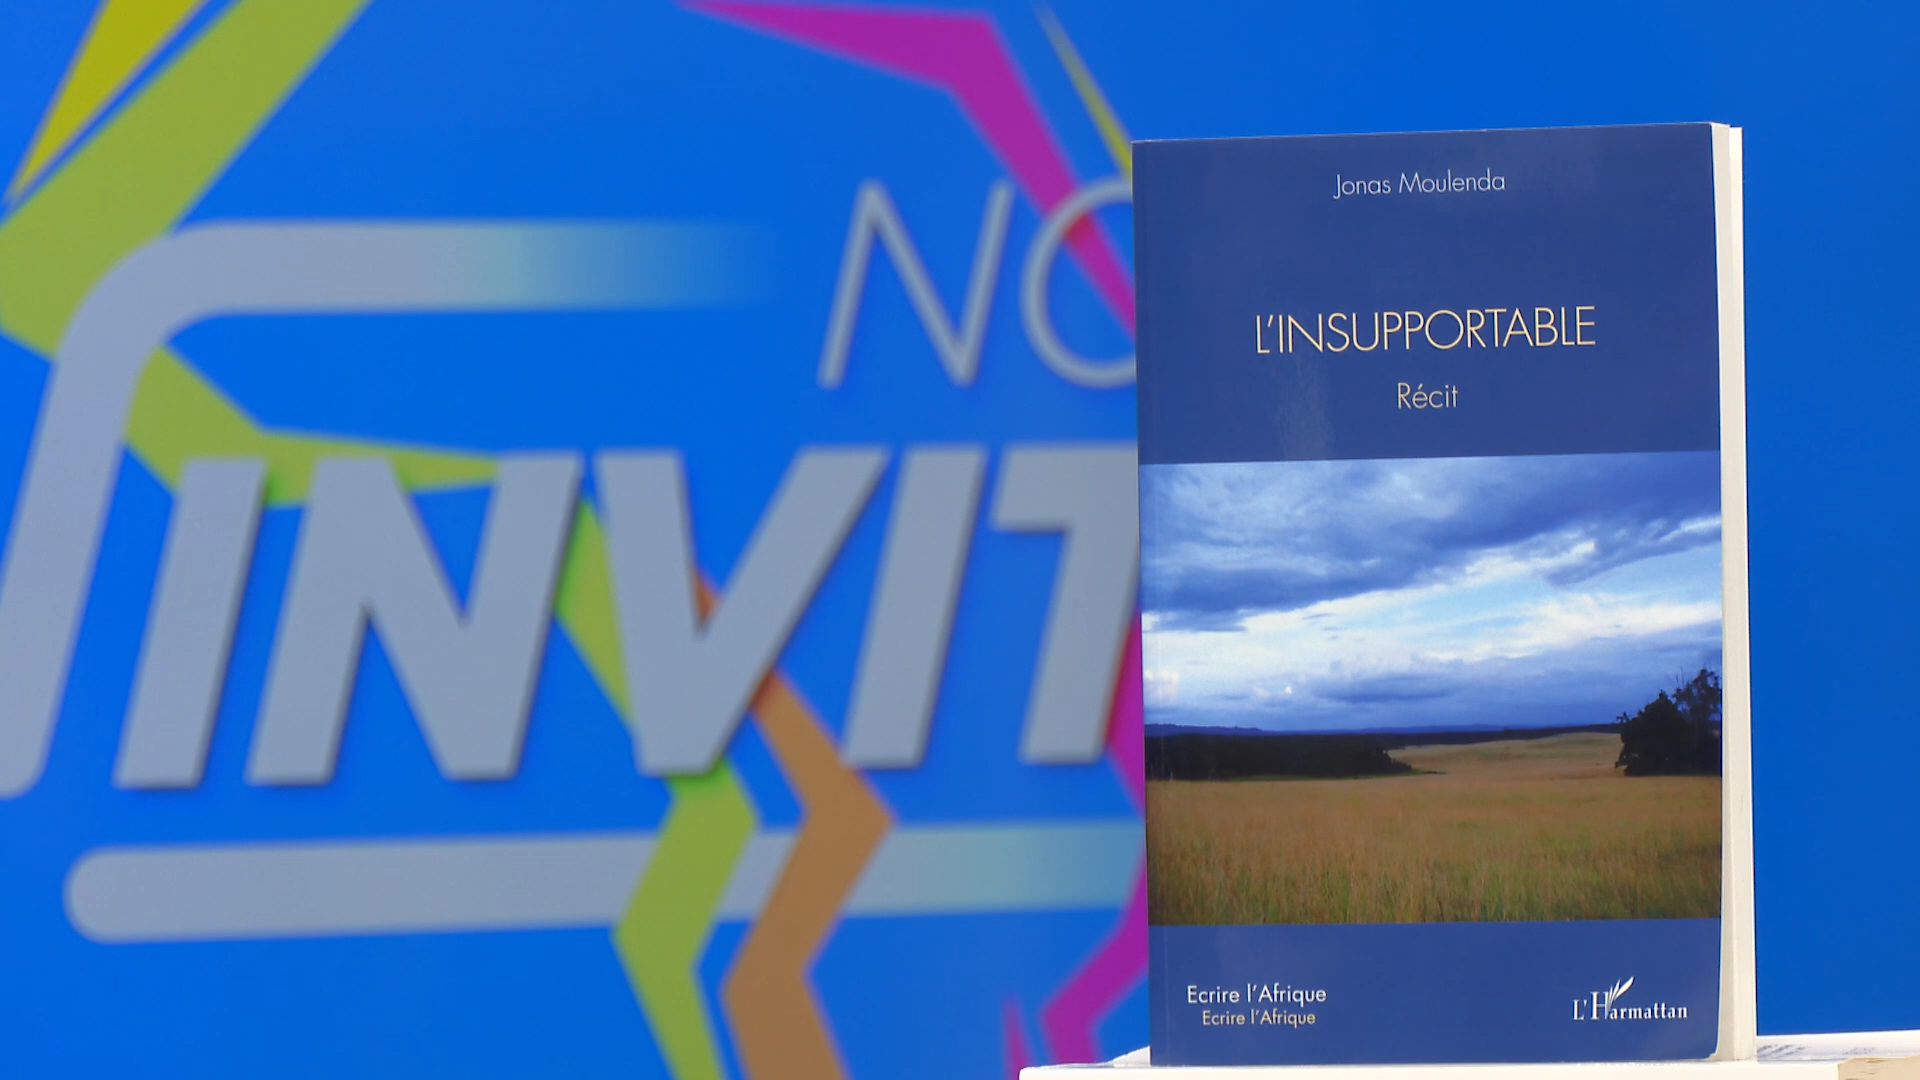 NO
INVIT
Jonas Moulenda
L'INSUPPORTABLE
Récit
Ecrire l'Afrique
Ecrire l'Afrique
L'Harmattan